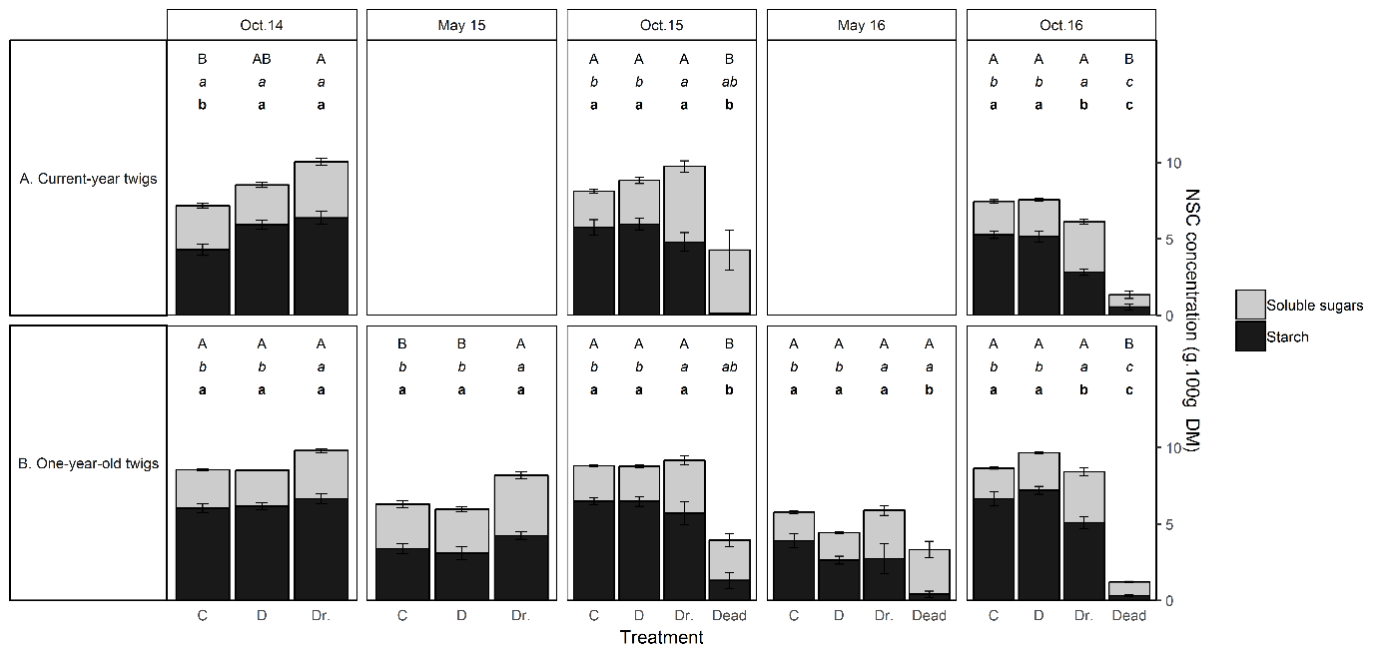 Oct.14 May 15 Oct.15 May 16 Oct.16
B AB A A A A B A A A B
a a a b b a ab b b a c
b a a a a a b a a b c
A. Current-year twigs
10
5
0
NSC concentration (g.100g DM)
Soluble sugars
Starch
A A A B B A A A A B A A A A A A A B
b b a b b a b b a ab b b a a b b a c
a a a a a a a a a b a a a b a a b c
B. One-year-old twigs
10
5
0
C D Dr. C D Dr. C D Dr. Dead C D Dr. Dead C D Dr. Dead
Treatment